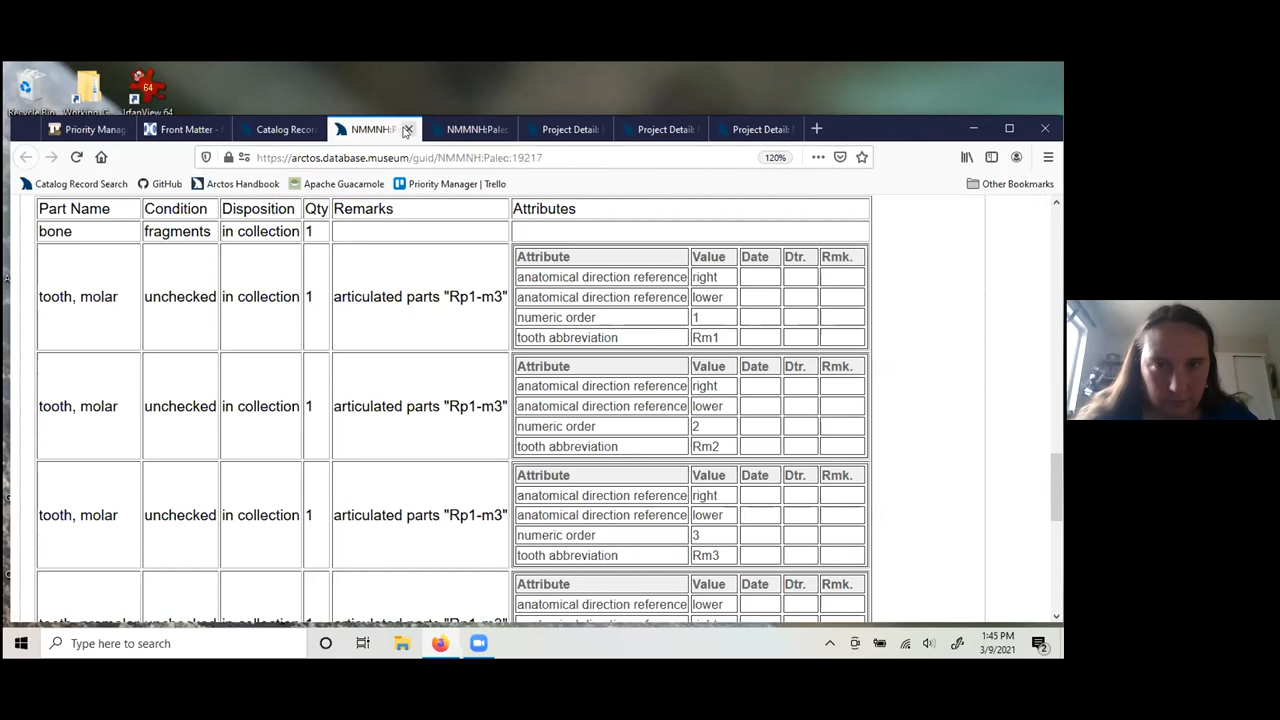 Recycle Bin
Working_C
IrfanView 64
64
Priority Manag
Front Matter -
Catalog Recor
NMMNH:P
NMMNH:Paleo
Project Detail:
Project Detail:
Project Detail:
https://arctos.database.museum/guid/NMMNH:Paleo:19217
120%
Catalog Record Search
GitHub
Arctos Handbook
Apache Guacamole
Priority Manager | Trello
Other Bookmarks
Part Name Condition Disposition Qty Remarks Attributes
bone fragments in collection 1
tooth, molar unchecked in collection 1 articulated parts "Rp1-m3"
Attribute Value Date Dtr. Rmk.
anatomical direction reference right
anatomical direction reference lower
numeric order 1
tooth abbreviation Rm1
tooth, molar unchecked in collection 1 articulated parts "Rp1-m3"
Attribute Value Date Dtr. Rmk.
anatomical direction reference right
anatomical direction reference lower
numeric order 2
tooth abbreviation Rm2
tooth, molar unchecked in collection 1 articulated parts "Rp1-m3"
Attribute Value Date Dtr. Rmk.
anatomical direction reference right
anatomical direction reference lower
numeric order 3
tooth abbreviation Rm3
Attribute Value Date Dtr. Rmk.
anatomical direction reference lower
Type here to search
1:45 PM
3/9/2021
2